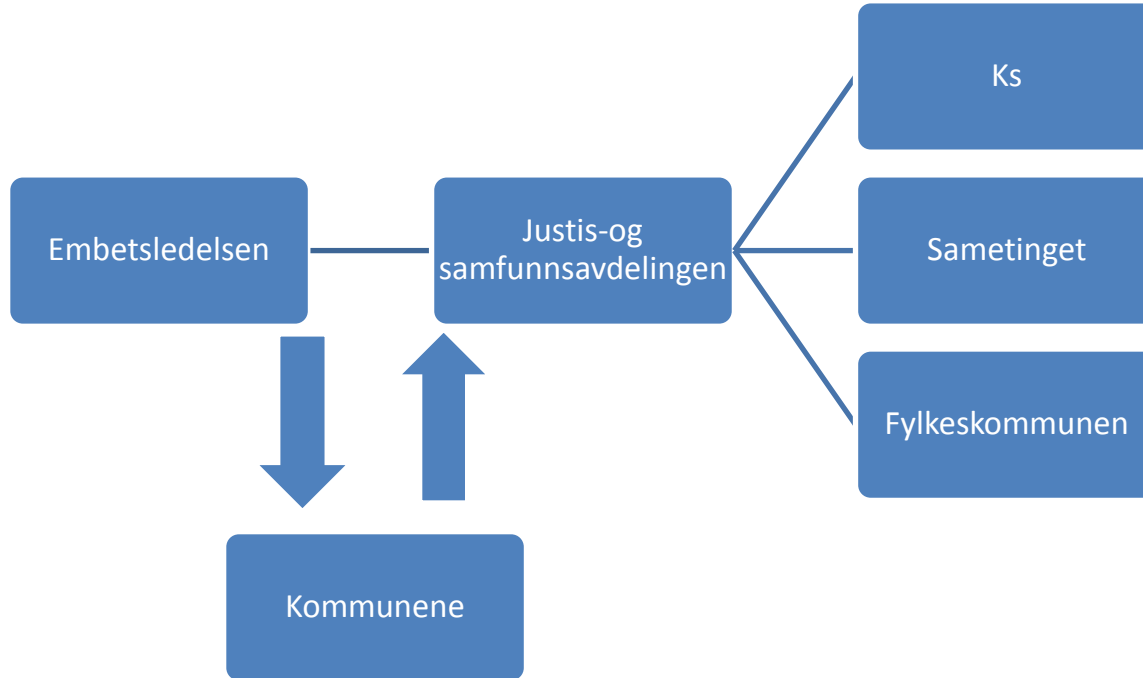 Ks
Embetsledelsen
Justis-og
samfunnsavdelingen
Sametinget
Fylkeskommunen
Kommunene